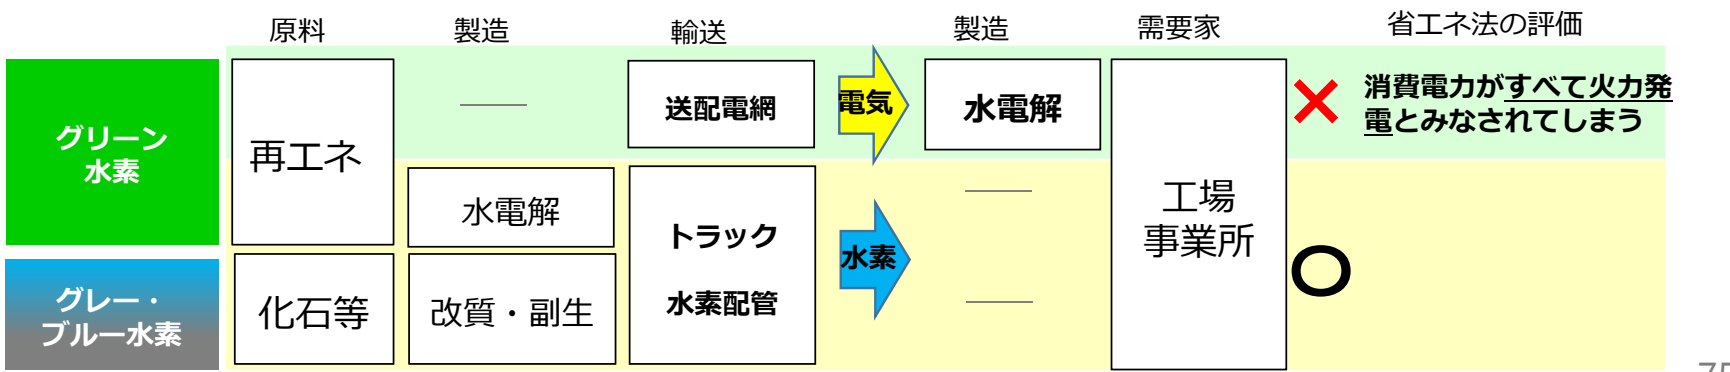 原料
製造
輸送
製造
需要家
省エネ法の評価
グリーン
水素
再エネ
送配電網
電気
水電解
消費電力がすべて火力発
電とみなされてしまう
水電解
トラック
水素配管
水素
工場
事業所
グレー・
ブルー水素
化石等
改質・副生